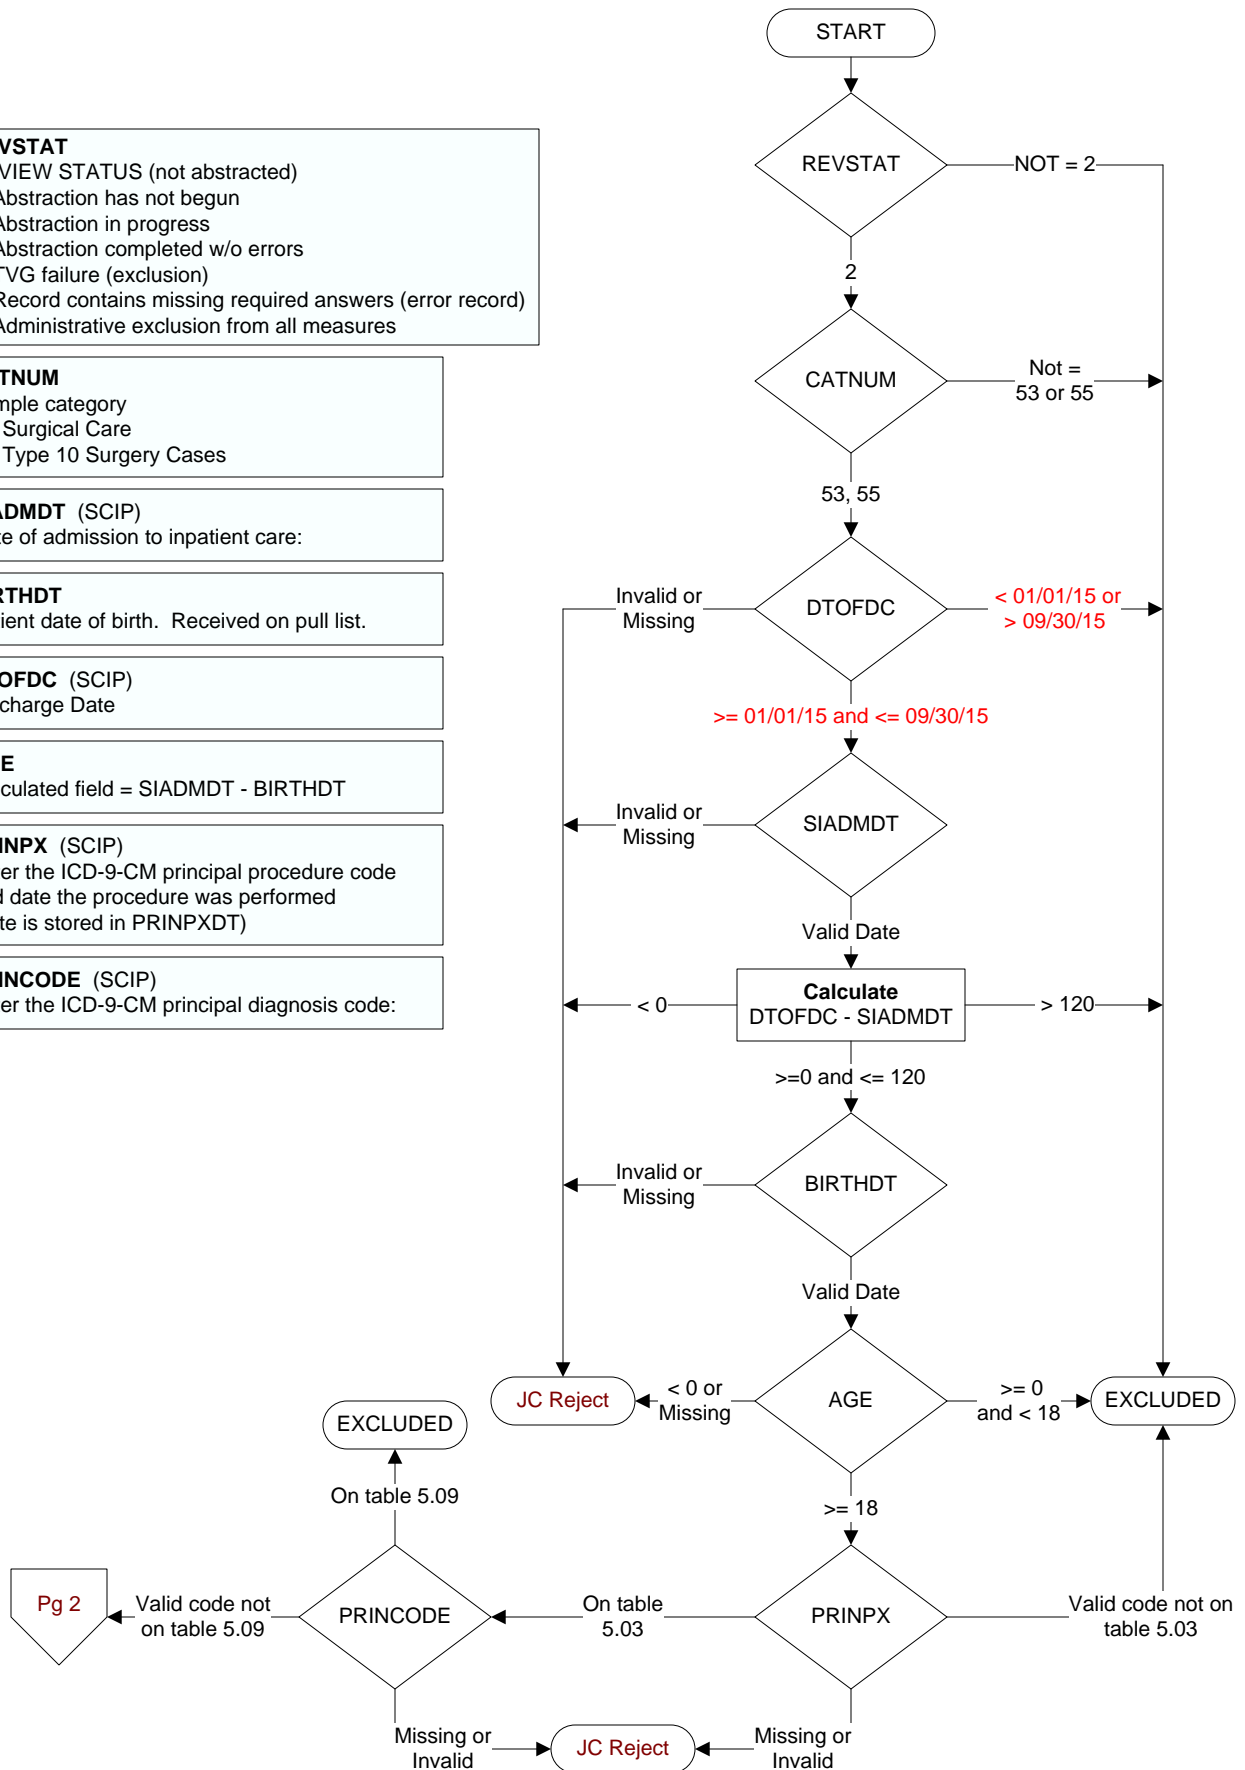 START
REVSTAT
NOT = 2
2
CATNUM
Not =
53 or 55
53, 55
DTOFDC
Invalid or
Missing
< 01/01/15 or
> 09/30/15
>= 01/01/15 and <= 09/30/15
SIADMDT
Invalid or
Missing
Valid Date
Calculate
DTOFDC - SIADMDT
< 0
> 120
>=0 and <= 120
BIRTHDT
Invalid or
Missing
Valid Date
AGE
< 0 or
Missing
JC Reject
>= 0
and < 18
EXCLUDED
>= 18
PRINPX
Valid code not on
table 5.03
On table
5.03
PRINCODE
On table 5.09
EXCLUDED
Valid code not
on table 5.09
Pg 2
Missing or
Invalid
JC Reject
Missing or
Invalid
VSTAT
VIEW STATUS (not abstracted)
Abstraction has not begun
Abstraction in progress
Abstraction completed w/o errors
TVG failure (exclusion)
Record contains missing required answers (error record)
Administrative exclusion from all measures
TNUM
mple category
Surgical Care
Type 10 Surgery Cases
ADMDT (SCIP)
te of admission to inpatient care:
RTHDT
tient date of birth. Received on pull list.
OFDC (SCIP)
charge Date
E
culated field = SIADMDT - BIRTHDT
INPX (SCIP)
er the ICD-9-CM principal procedure code
d date the procedure was performed
te is stored in PRINPXDT)
INCODE (SCIP)
er the ICD-9-CM principal diagnosis code: